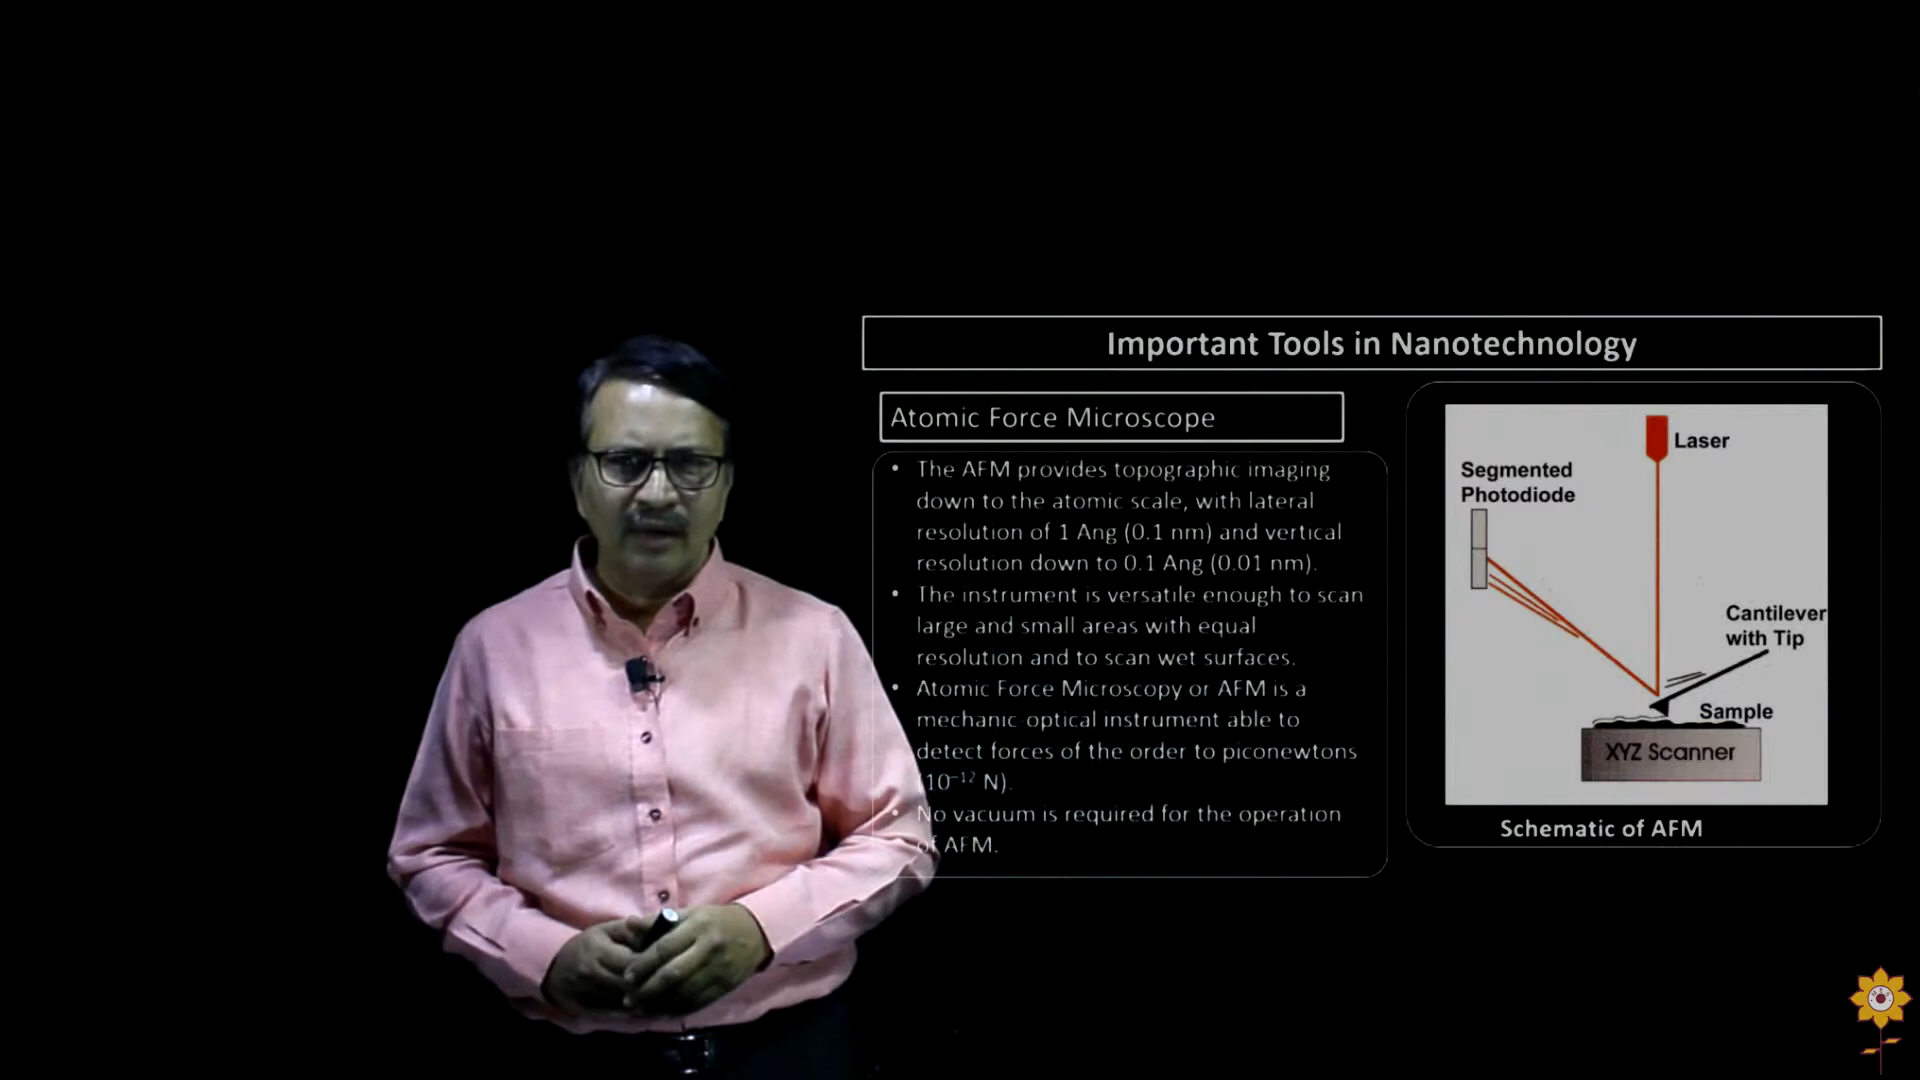 Important Tools in Nanotechnology
Atomic Force Microscope
• The AFM provides topographic imaging
down to the atomic scale, with lateral
resolution of 1 Ang (0.1 nm) and vertical
resolution down to 0.1 Ang (0.01 nm).
• The instrument is versatile enough to scan
large and small areas with equal
resolution and to scan wet surfaces.
• Atomic Force Microscopy or AFM is a
mechanic-optical instrument able to
detect forces of the order to piconewtons
(10⁻¹² N).
• No vacuum is required for the operation
of AFM.
Laser
Segmented
Photodiode
Cantilever
with Tip
Sample
XYZ Scanner
Schematic of AFM